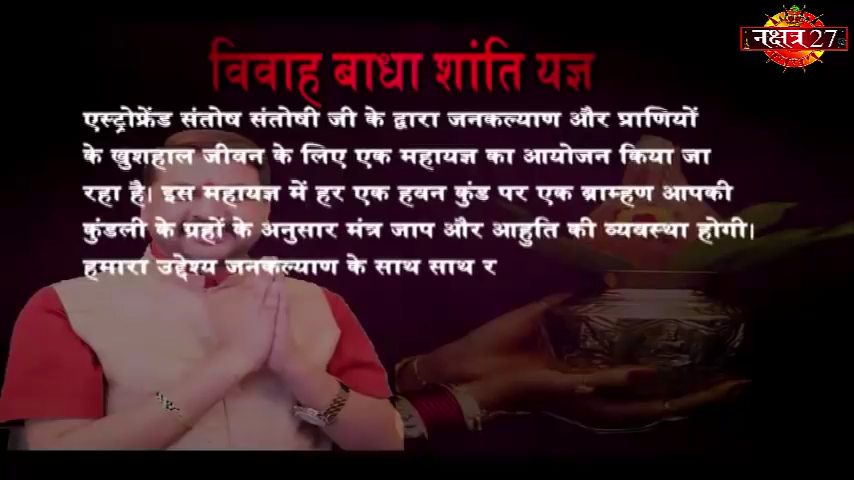 नक्षत्र 27
विवाह बाधा शांति यज्ञ
एस्ट्रोफ्रेंड संतोष संतोषी जी के द्वारा जनकल्याण और प्राणियों
के खुशहाल जीवन के लिए एक महायज्ञ का आयोजन किया जा
रहा है। इस महायज्ञ में हर एक हवन कुंड पर एक ब्राम्हण आपकी
कुंडली के ग्रहों के अनुसार मंत्र जाप और आहुति की व्यवस्था होगी।
हमारा उद्देश्य जनकल्याण के साथ साथ र